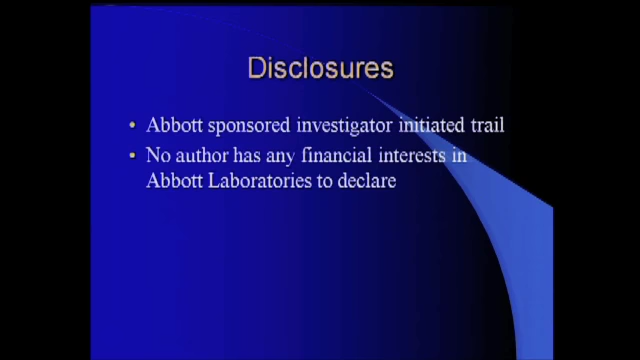 Disclosures
• Abbott sponsored investigator initiated trail
• No author has any financial interests in
Abbott Laboratories to declare